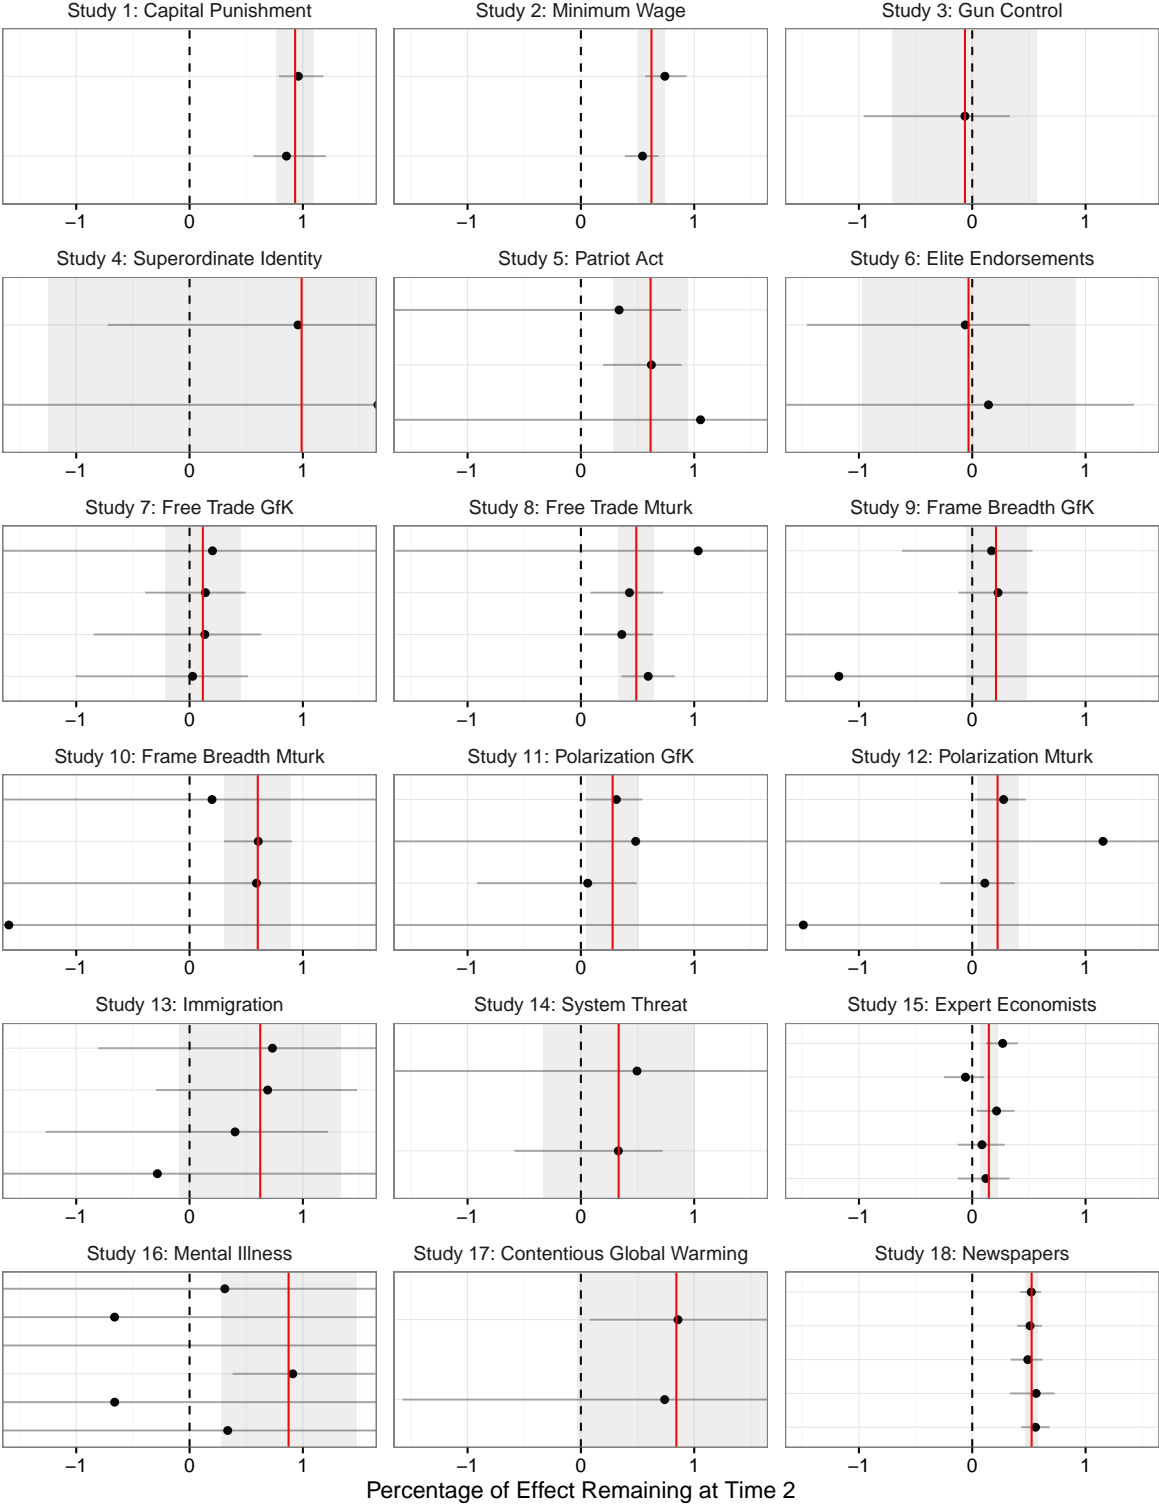 Study 1: Capital Punishment Study 2: Minimum Wage Study 3: Gun Control
−1 0 1 −1 0 1 −1 0 1
Study 4: Superordinate Identity Study 5: Patriot Act Study 6: Elite Endorsements
−1 0 1 −1 0 1 −1 0 1
Study 7: Free Trade GfK Study 8: Free Trade Mturk Study 9: Frame Breadth GfK
−1 0 1 −1 0 1 −1 0 1
Study 10: Frame Breadth Mturk Study 11: Polarization GfK Study 12: Polarization Mturk
−1 0 1 −1 0 1 −1 0 1
Study 13: Immigration Study 14: System Threat Study 15: Expert Economists
−1 0 1 −1 0 1 −1 0 1
Study 16: Mental Illness Study 17: Contentious Global Warming Study 18: Newspapers
−1 0 1 −1 0 1 −1 0 1
Percentage of Effect Remaining at Time 2